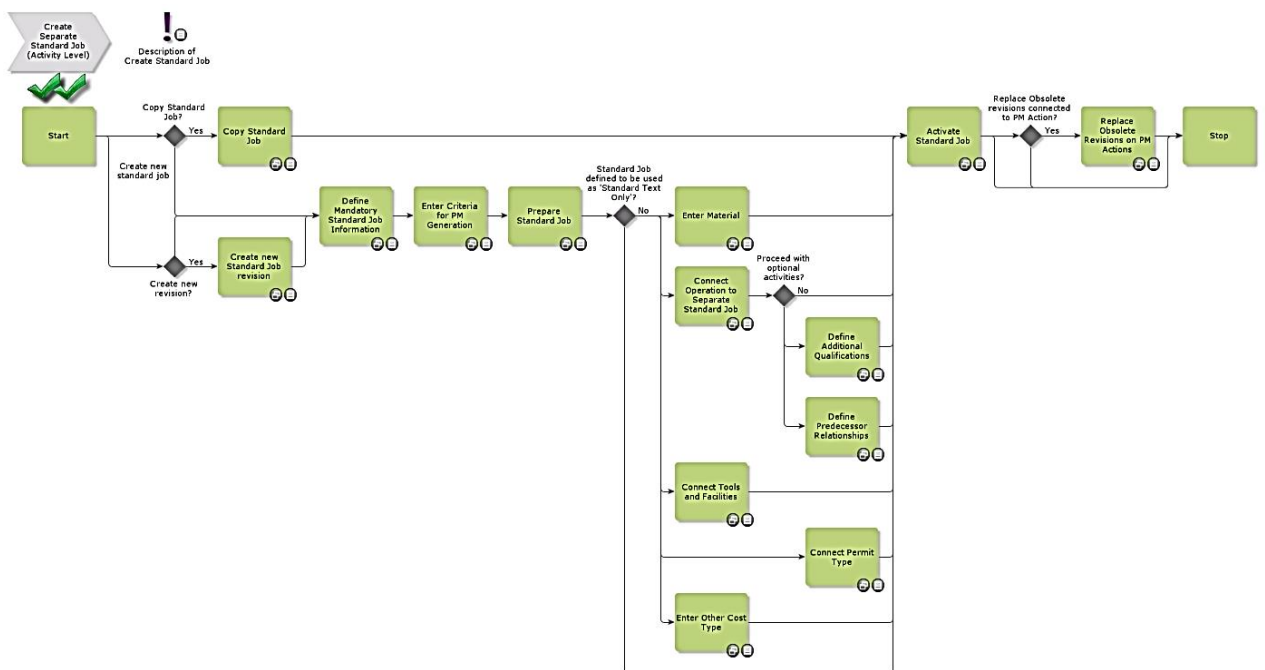 Create
Separate
Standard Job
(Activity Level)
Description of
Create Standard Job
Start
Copy Standard
Job?
Yes
Copy Standard
Job
Create new
standard job
Create new
revision?
Yes
Create new
Standard Job
revision
Define
Mandatory
Standard Job
Information
Enter Criteria
for PM
Generation
Prepare
Standard Job
Standard Job
defined to be used
as 'Standard Text
Only'?
No
Enter Material
Connect
Operation to
Separate
Standard Job
Proceed with
optional
activities?
No
Define
Additional
Qualifications
Define
Predecessor
Relationships
Connect Tools
and Facilities
Connect Permit
Type
Enter Other Cost
Type
Activate
Standard Job
Replace Obsolete
revisions connected
to PM Action?
Yes
Replace
Obsolete
Revisions on PM
Actions
Stop